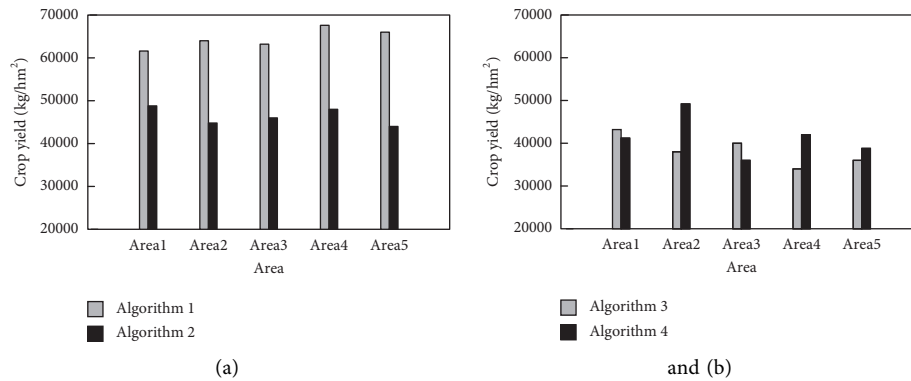 70000
60000
50000
40000
30000
20000
Crop yield (kg/hm²)
Area1 Area2 Area3 Area4 Area5
Area
Algorithm 1
Algorithm 2
(a)
70000
60000
50000
40000
30000
20000
Crop yield (kg/hm²)
Area1 Area2 Area3 Area4 Area5
Area
Algorithm 3
Algorithm 4
and (b)